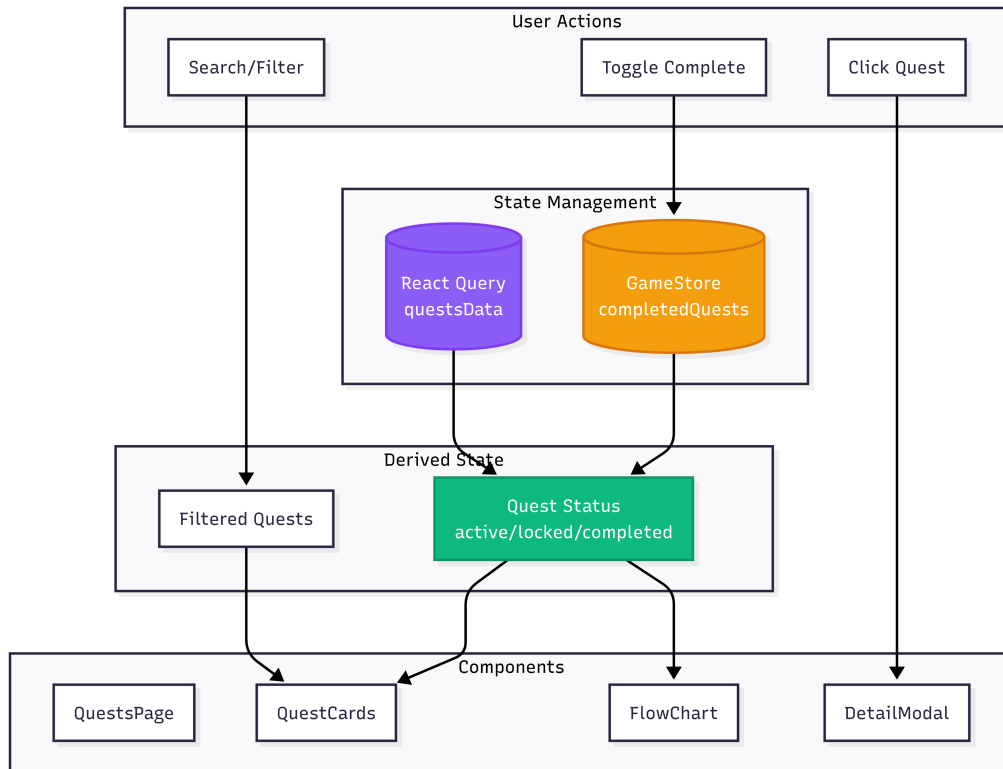 User Actions
Search/Filter
Toggle Complete
Click Quest
State Management
React Query
questsData
GameStore
completedQuests
Derived State
Filtered Quests
Quest Status
active/locked/completed
Components
QuestsPage
QuestCards
FlowChart
DetailModal